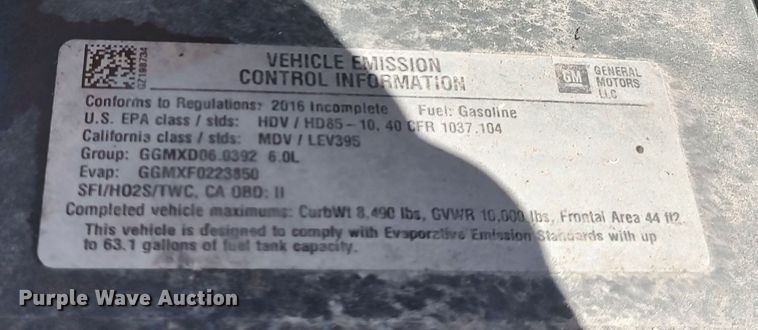 VEHICLE EMISSION
CONTROL INFORMATION
GM GENERAL
MOTORS
LLC
Conforms to Regulations: 2016 Incomplete Fuel: Gasoline
U.S. EPA class / stds: HDV / HD85-10, 40 CFR 1037.104
California class / stds: MDV / LEV395
Group: GGMXD06.0392 6.0L
Evap: GGMXF0223850
SFI/HO2S/TWC, CA OBD: II
Completed vehicle maximums: CurbWt 8,490 lbs, GVWR 10,000 lbs, Frontal Area 44 ft2.
This vehicle is designed to comply with Evaporative Emission Standards with up
to 63.1 gallons of fuel tank capacity.
Purple Wave Auction